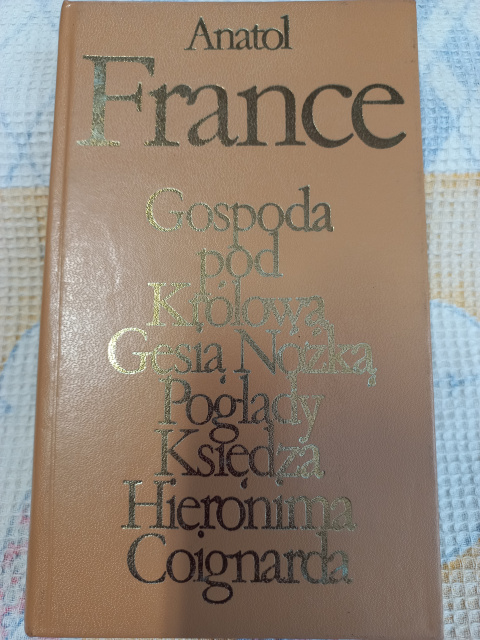 Anatol
France
Gospoda
pod
Królową
Gęsią Nóżką
Poglądy
Księdza
Hieronima
Coignarda